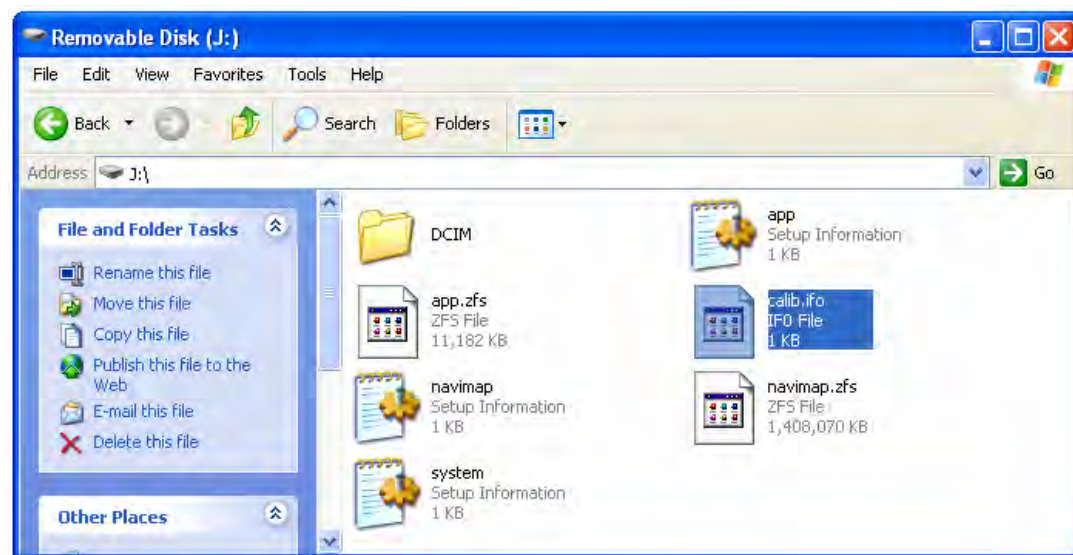 Removable Disk (J:)
File Edit View Favorites Tools Help
Back Search Folders
Address J:\ Go
File and Folder Tasks
Rename this file
Move this file
Copy this file
Publish this file to the
Web
E-mail this file
Delete this file
Other Places
DCIM
app
Setup Information
1 KB
app.zfs
ZFS File
11,182 KB
calib.ifo
IFO File
1 KB
navimap
Setup Information
1 KB
navimap.zfs
ZFS File
1,408,070 KB
system
Setup Information
1 KB